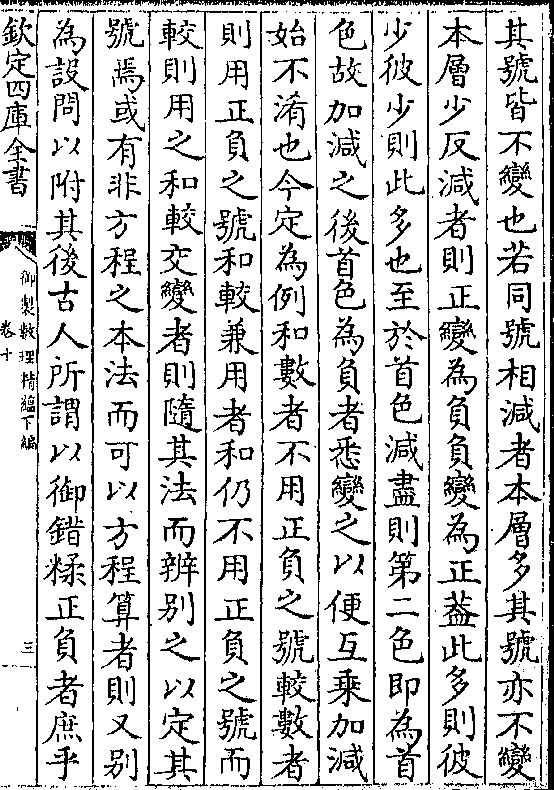 其號皆不變也若同號相減者本層多其號亦不變
本層少反減者則正變為負負變為正葢此多則彼
少彼少則此多也至於首色減盡則第二色即為首
色故加減之後首色為負者悉變之以便互乗加減
始不淆也今定為例和數者不用正負之號較數者
則用正負之號和較兼用者和仍不用正負之號而
較則用之和較交變者則隨其法而辨别之以定其
號焉或有非方程之本法而可以方程算者則又别
為設問以附其後古人所謂以御錯糅正負者庶乎
欽定四庫全書
御製數理精蘊下編
卷十
三